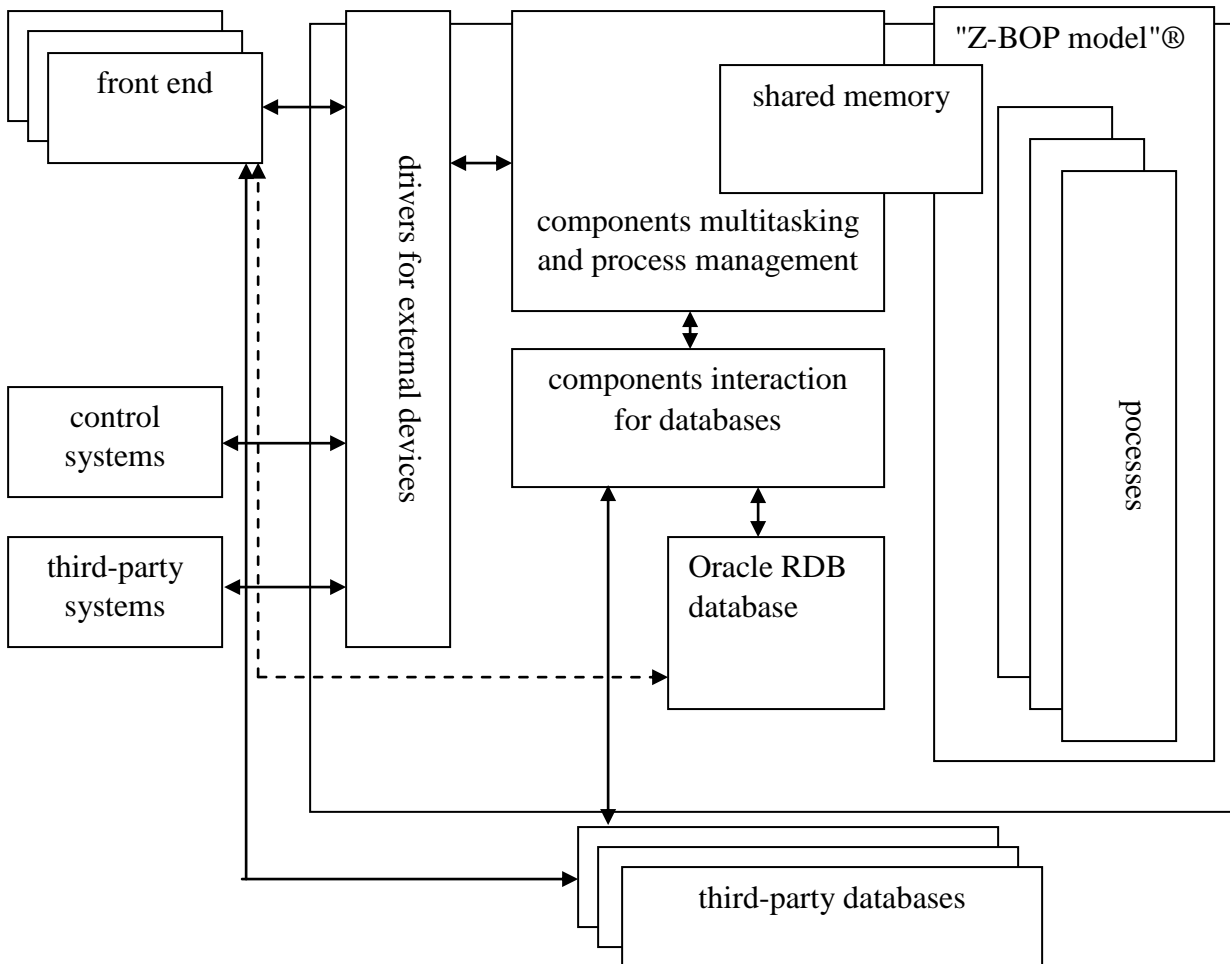 front end
"Z-BOP model"®
shared memory
drivers for external devices
components multitasking
and process management
components interaction
for databases
control
systems
pocesses
third-party
systems
Oracle RDB
database
third-party databases